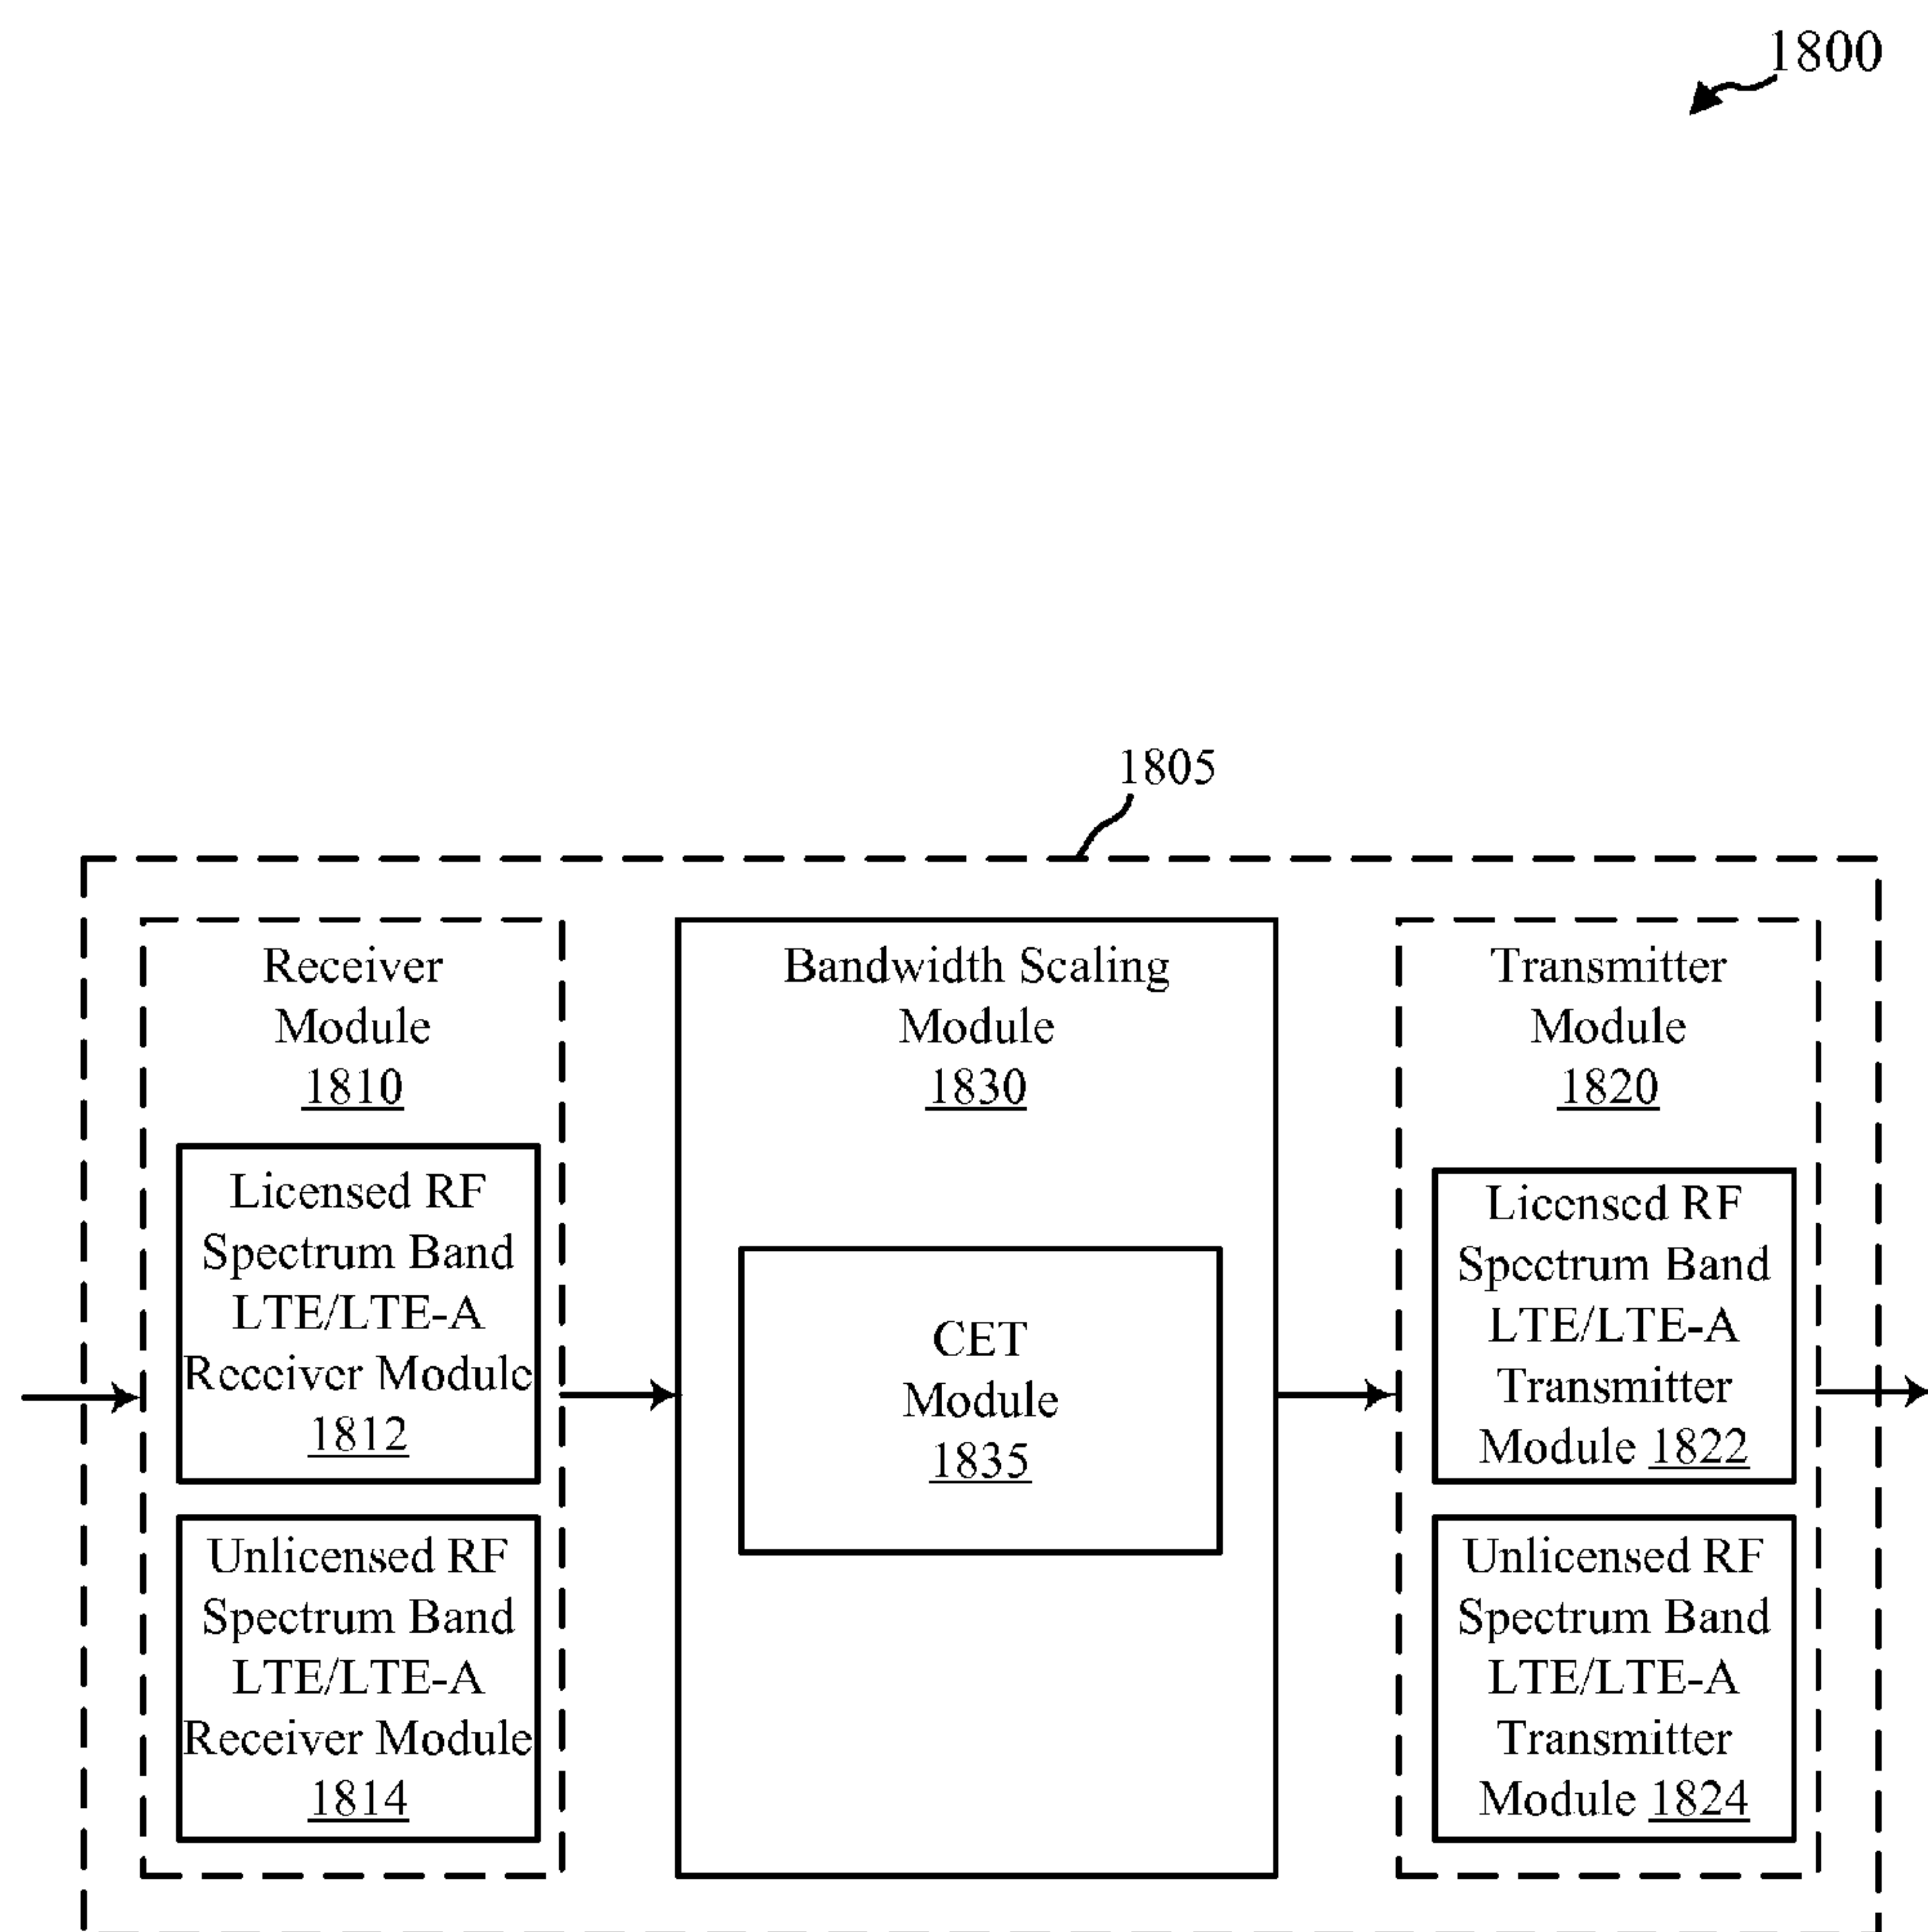 1800
1805
Receiver
Module
1810
Licensed RF
Spectrum Band
LTE/LTE-A
Receiver Module
1812
Unlicensed RF
Spectrum Band
LTE/LTE-A
Receiver Module
1814
Bandwidth Scaling
Module
1830
CET
Module
1835
Transmitter
Module
1820
Licensed RF
Spectrum Band
LTE/LTE-A
Transmitter
Module 1822
Unlicensed RF
Spectrum Band
LTE/LTE-A
Transmitter
Module 1824